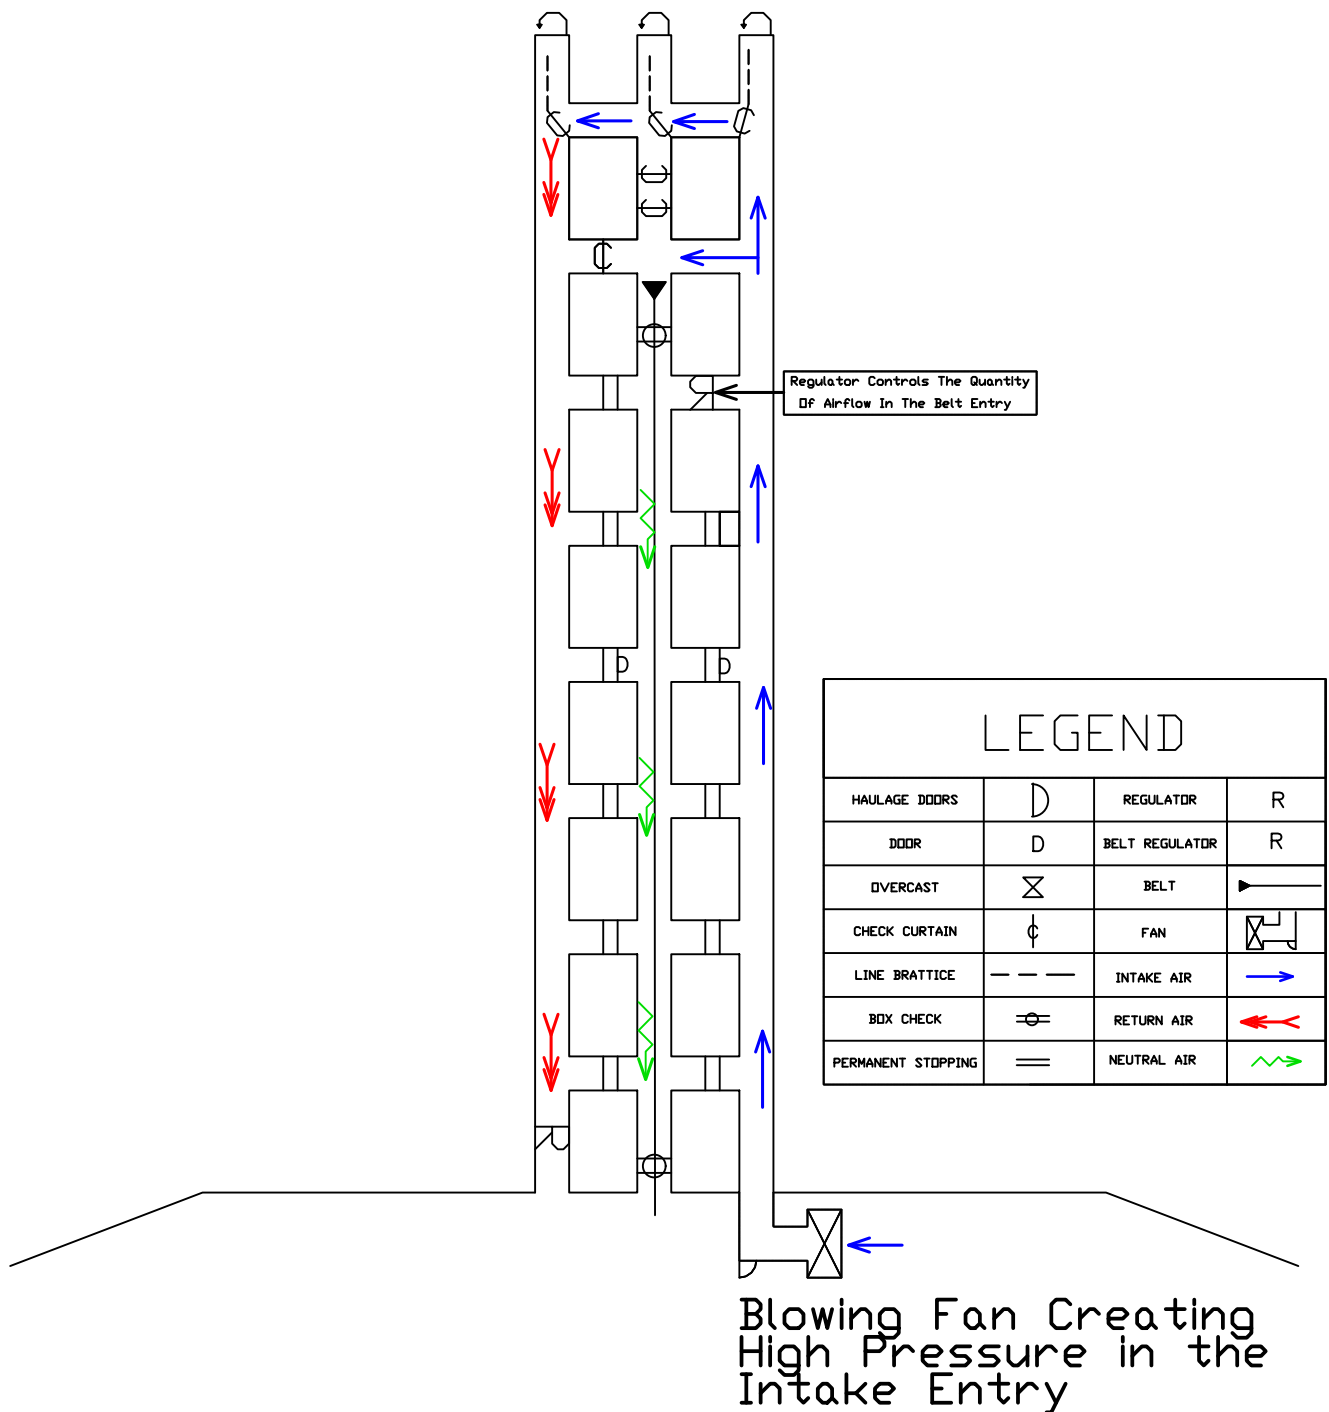 Regulator Controls The Quantity
Of Airflow In The Belt Entry
LEGEND
HAULAGE DOORS
REGULATOR R
DOOR D
BELT REGULATOR R
OVERCAST
BELT
CHECK CURTAIN
FAN
LINE BRATTICE
INTAKE AIR
BOX CHECK
RETURN AIR
PERMANENT STOPPING
NEUTRAL AIR
Blowing Fan Creating
High Pressure in the
Intake Entry